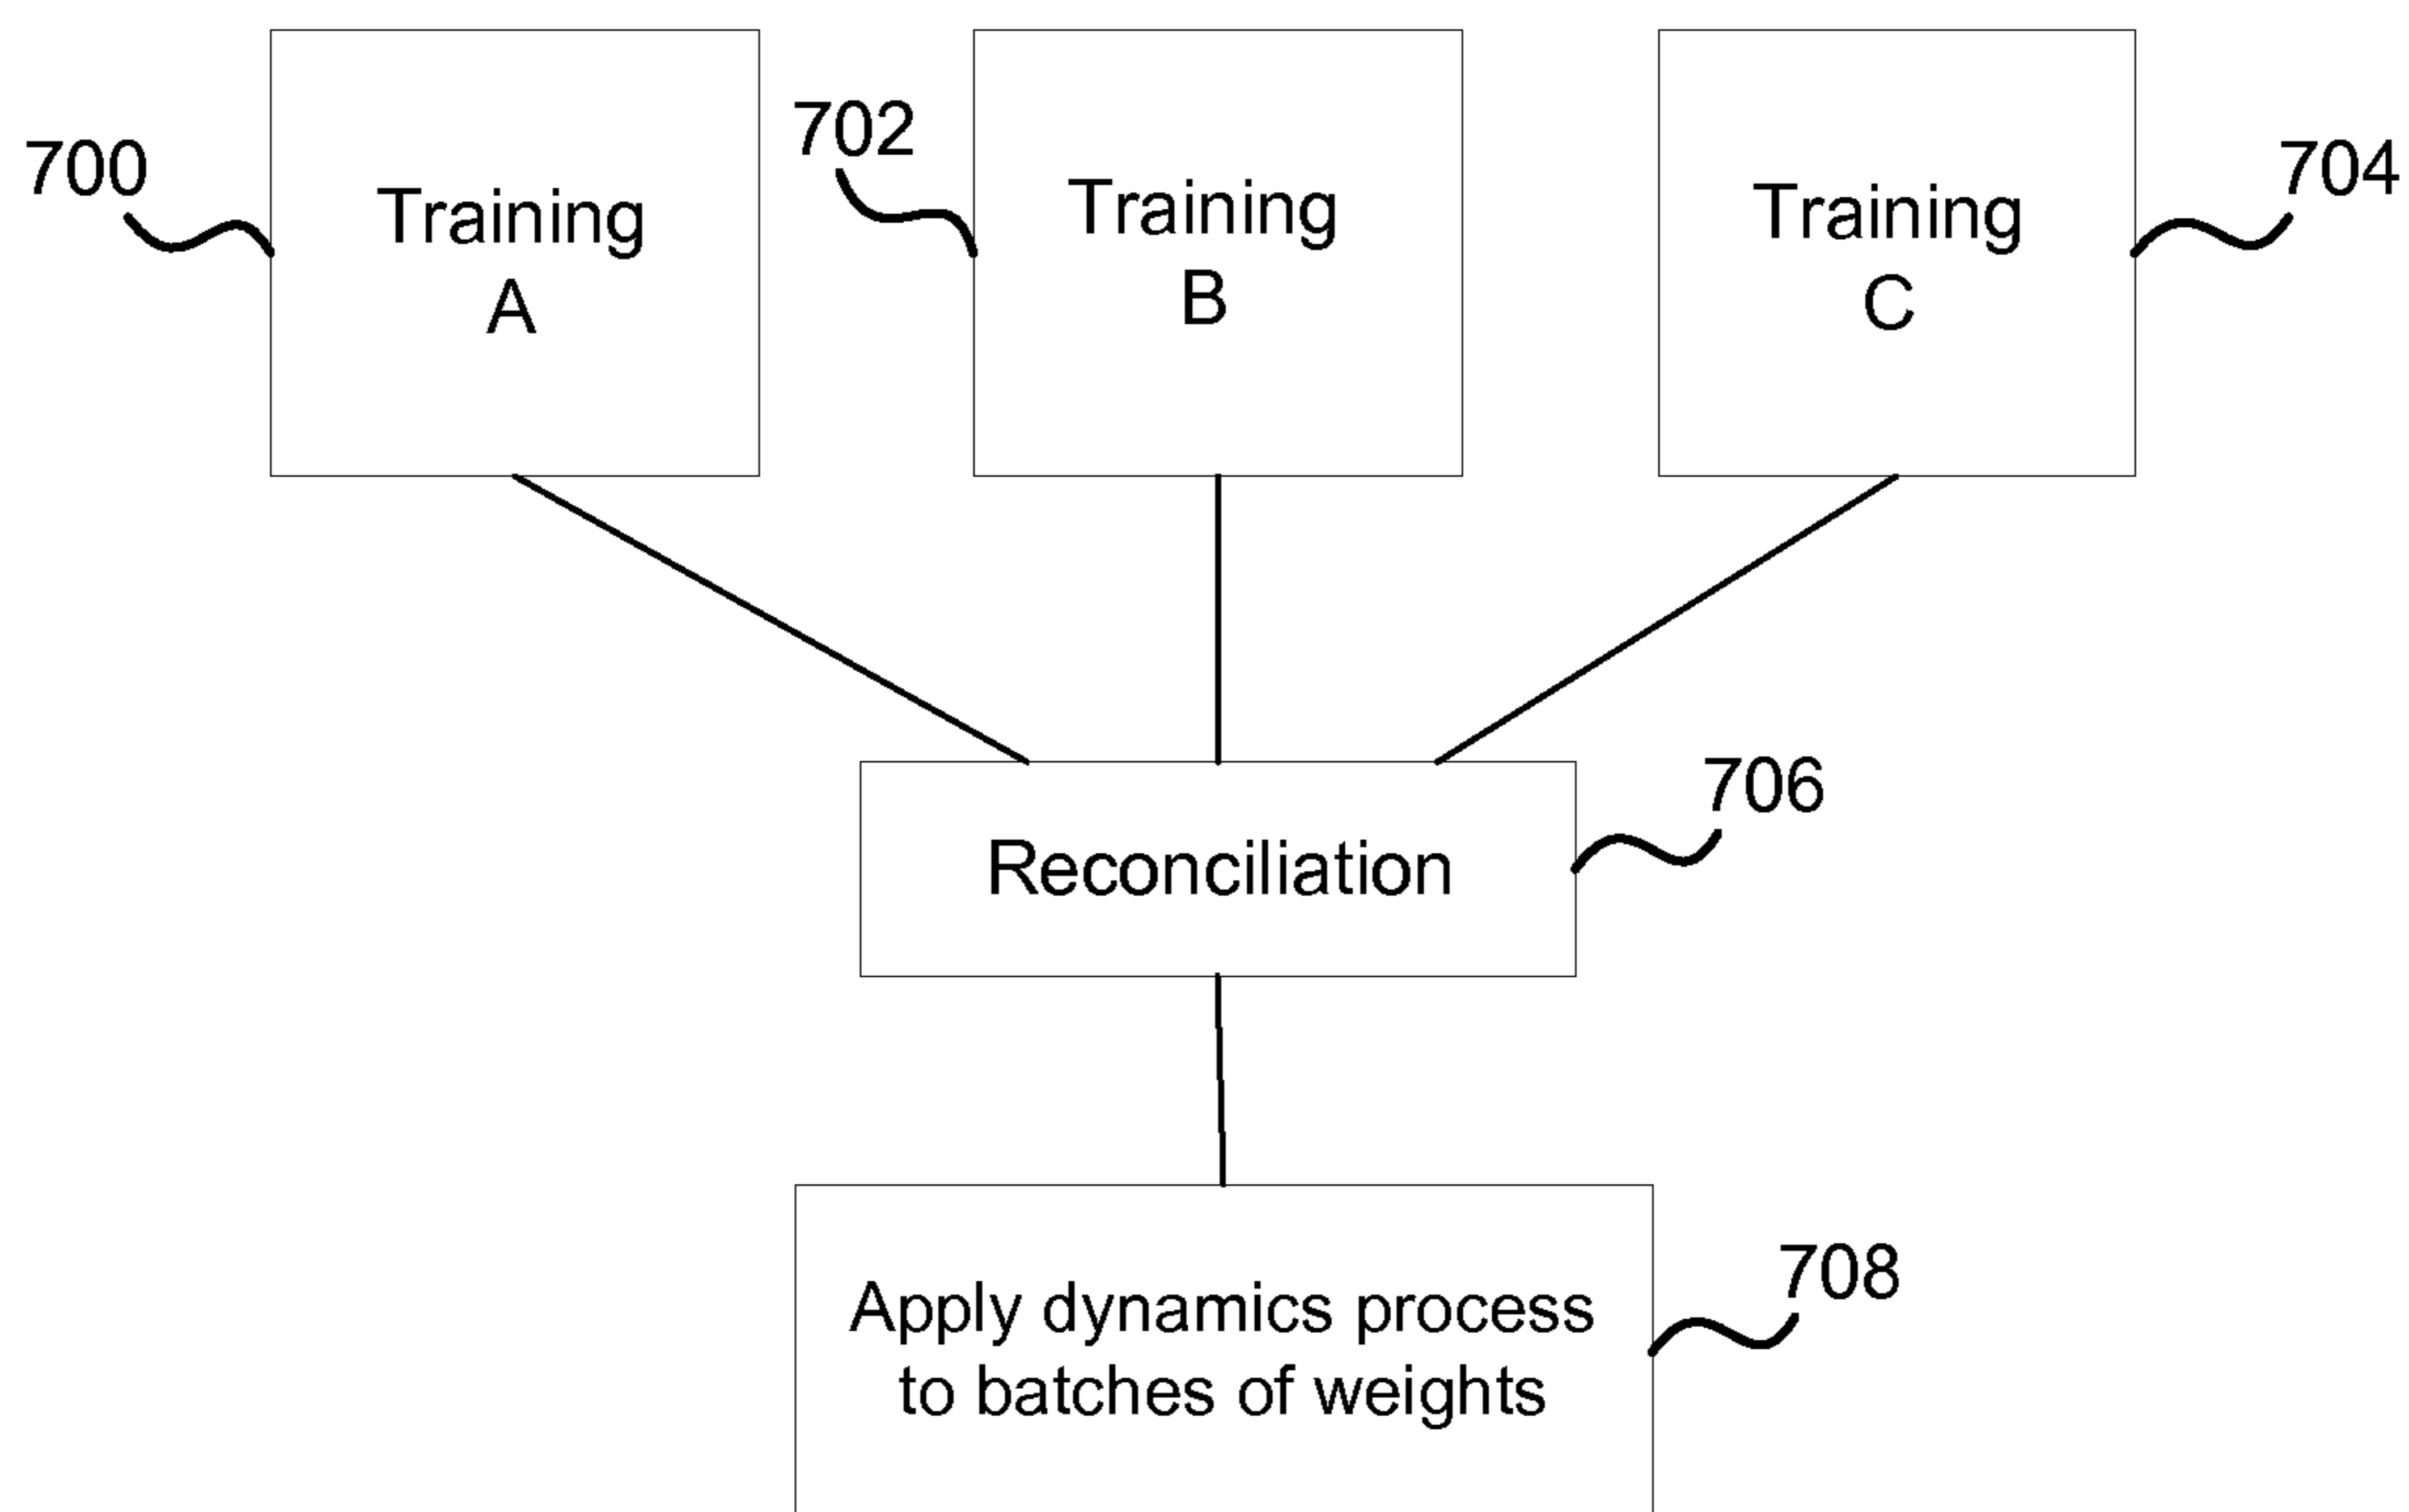 700
Training
A
702
Training
B
704
Training
C
706
Reconciliation
708
Apply dynamics process
to batches of weights